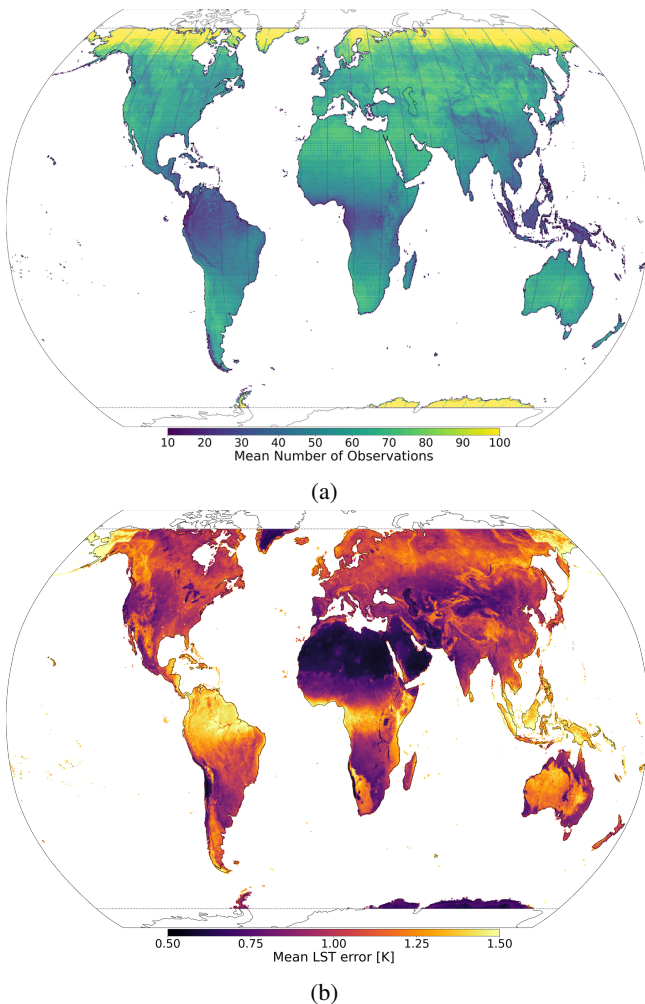 10 20 30 40 50 60 70 80 90 100
Mean Number of Observations
(a)
0.50 0.75 1.00 1.25 1.50
Mean LST error [K]
(b)